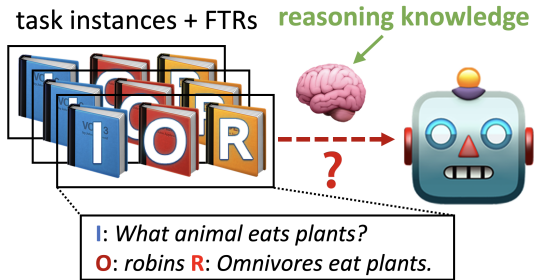 task instances + FTRs
reasoning knowledge
I O R
?
I: What animal eats plants?
O: robins R: Omnivores eat plants.